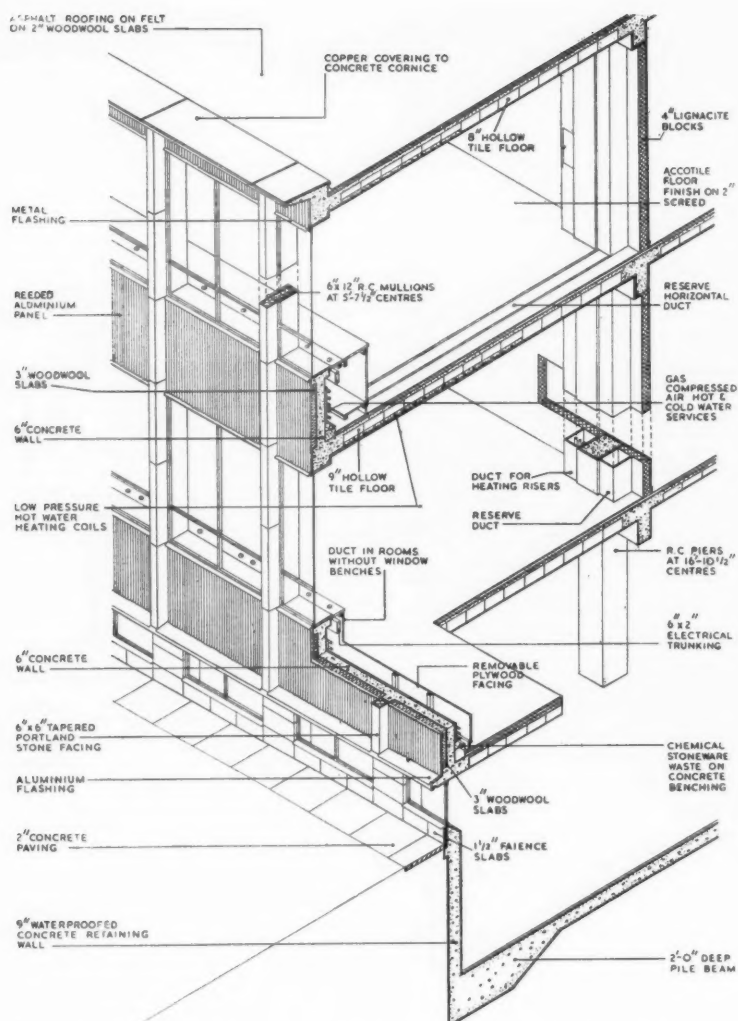 ASPHALT ROOFING ON FELT
ON 2" WOODWOOL SLABS
COPPER COVERING TO
CONCRETE CORNICE
8" HOLLOW
TILE FLOOR
4" LIGNACITE
BLOCKS
ACCOTILE
FLOOR
FINISH ON 2"
SCREED
METAL
FLASHING
6" x 12" R.C. MULLIONS
AT 5'-7½" CENTRES
RESERVE
HORIZONTAL
DUCT
REEDED
ALUMINIUM
PANEL
3" WOODWOOL
SLABS
GAS
COMPRESSED
AIR HOT &
COLD WATER
SERVICES
6" CONCRETE
WALL
9" HOLLOW
TILE FLOOR
DUCT FOR
HEATING RISERS
RESERVE
DUCT
LOW PRESSURE
HOT WATER
HEATING COILS
DUCT IN ROOMS
WITHOUT WINDOW
BENCHES
R.C PIERS
AT 16'-10½"
CENTRES
6" x 2"
ELECTRICAL
TRUNKING
6" CONCRETE
WALL
REMOVABLE
PLYWOOD
FACING
6" x 6" TAPERED
PORTLAND
STONE FACING
CHEMICAL
STONEWARE
WASTE ON
CONCRETE
BENCHING
ALUMINIUM
FLASHING
3" WOODWOOL
SLABS
2" CONCRETE
PAVING
1½" FAIENCE
SLABS
9" WATERPROOFED
CONCRETE RETAINING
WALL
2'-0" DEEP
PILE BEAM